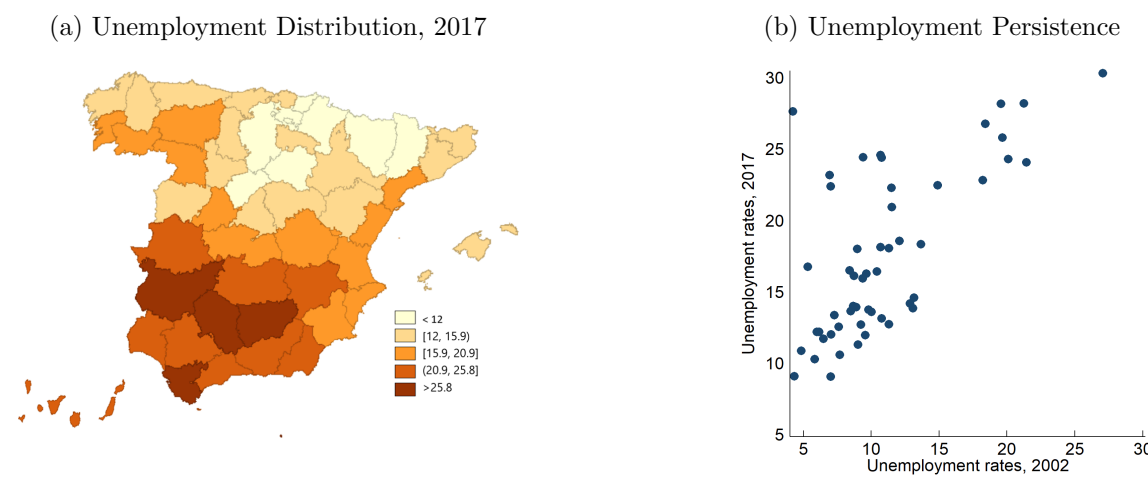 (a) Unemployment Distribution, 2017
< 12
[12, 15.9)
[15.9, 20.9]
(20.9, 25.8]
>25.8
(b) Unemployment Persistence
Unemployment rates, 2017
30
25
20
15
10
5
5 10 15 20 25 30
Unemployment rates, 2002